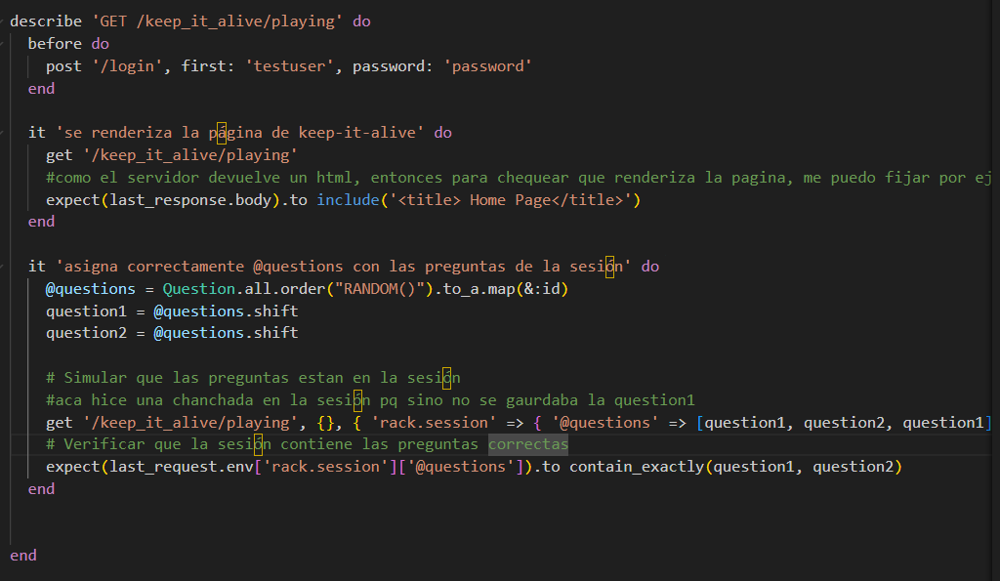 describe 'GET /keep_it_alive/playing' do
before do
post '/login', first: 'testuser', password: 'password'
end
it 'se renderiza la página de keep-it-alive' do
get '/keep_it_alive/playing'
#como el servidor devuelve un html, entonces para chequear que renderiza la pagina, me puedo fijar por ej
expect(last_response.body).to include('<title> Home Page</title>')
end
it 'asigna correctamente @questions con las preguntas de la sesión' do
@questions = Question.all.order("RANDOM()").to_a.map(&:id)
question1 = @questions.shift
question2 = @questions.shift
# Simular que las preguntas estan en la sesión
#aca hice una chanchada en la sesión pq sino no se gaurdaba la question1
get '/keep_it_alive/playing', {}, { 'rack.session' => { '@questions' => [question1, question2, question1]
# Verificar que la sesión contiene las preguntas correctas
expect(last_request.env['rack.session']['@questions']).to contain_exactly(question1, question2)
end
end